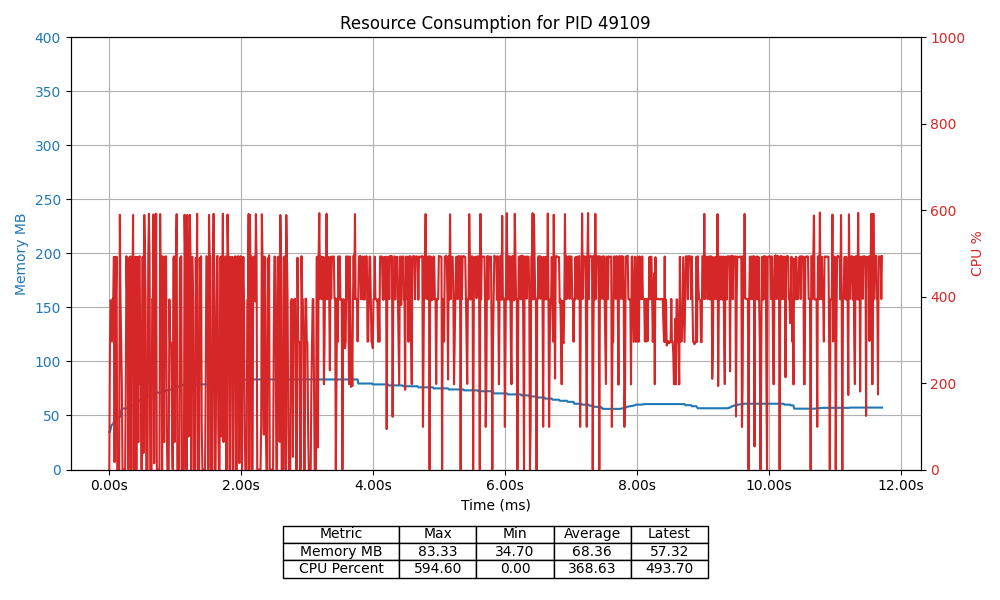 Resource Consumption for PID 49109
400
350
300
250
200
150
100
50
0
Memory MB
1000
800
600
400
200
0
CPU %
0.00s 2.00s 4.00s 6.00s 8.00s 10.00s 12.00s
Time (ms)
Metric Max Min Average Latest
Memory MB 83.33 34.70 68.36 57.32
CPU Percent 594.60 0.00 368.63 493.70